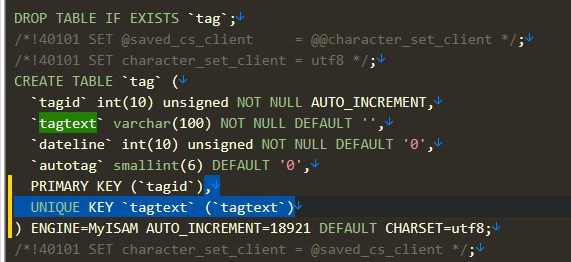 DROP TABLE IF EXISTS `tag`;↓
/*!40101 SET @saved_cs_client     = @@character_set_client */;↓
/*!40101 SET character_set_client = utf8 */;↓
CREATE TABLE `tag` (↓
  `tagid` int(10) unsigned NOT NULL AUTO_INCREMENT,↓
  `tagtext` varchar(100) NOT NULL DEFAULT '',↓
  `dateline` int(10) unsigned NOT NULL DEFAULT '0',↓
  `autotag` smallint(6) DEFAULT '0',↓
  PRIMARY KEY (`tagid`),↓
  UNIQUE KEY `tagtext` (`tagtext`)↓
) ENGINE=MyISAM AUTO_INCREMENT=18921 DEFAULT CHARSET=utf8;↓
/*!40101 SET character_set_client = @saved_cs_client */;↓